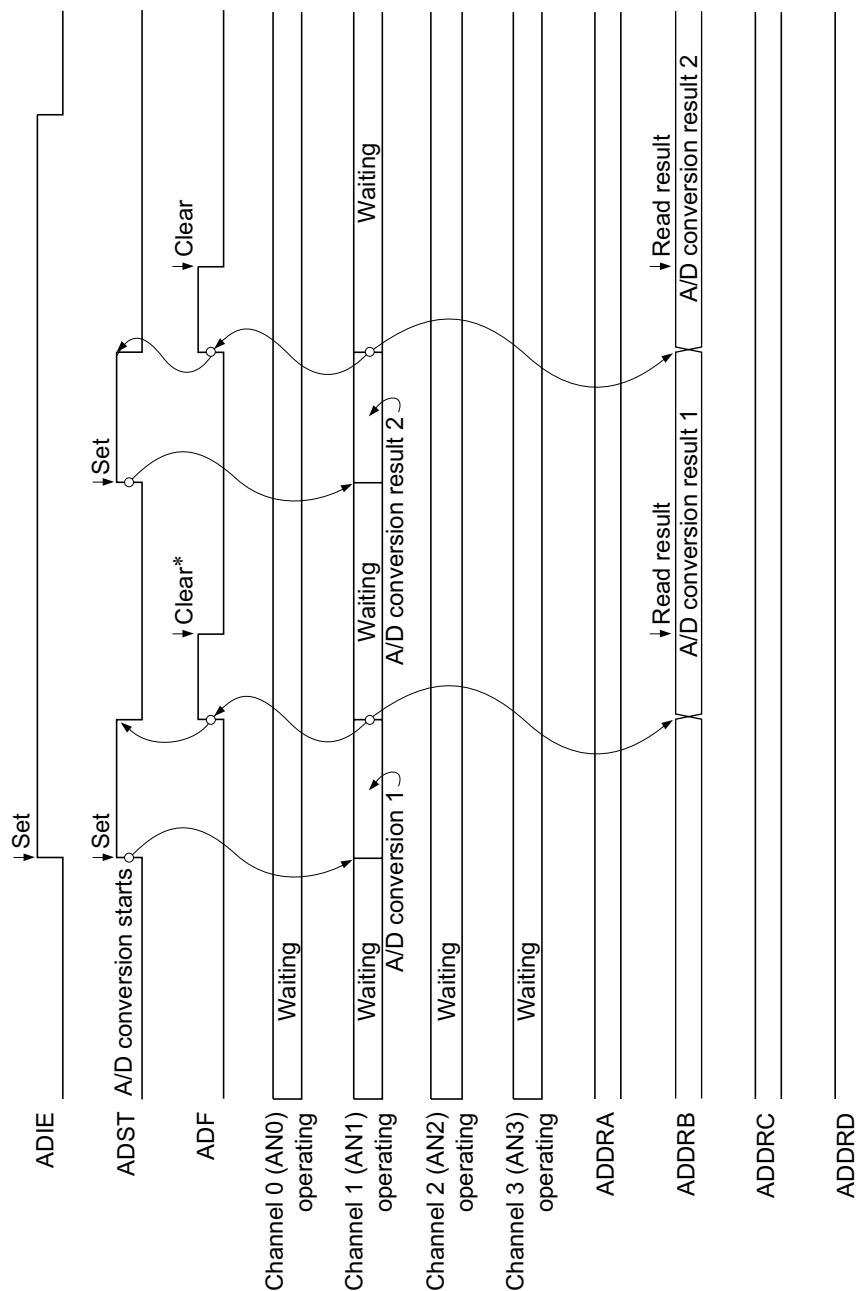 ADIE
Set
ADST
A/D conversion starts
Set
Set
ADF
Clear*
Clear
Channel 0 (AN0)
operating
Waiting
Channel 1 (AN1)
operating
Waiting
Waiting
Waiting
A/D conversion 1
A/D conversion result 2
Channel 2 (AN2)
operating
Waiting
Channel 3 (AN3)
operating
Waiting
ADDRA
ADDRB
Read result
Read result
A/D conversion result 1
A/D conversion result 2
ADDRC
ADDRD